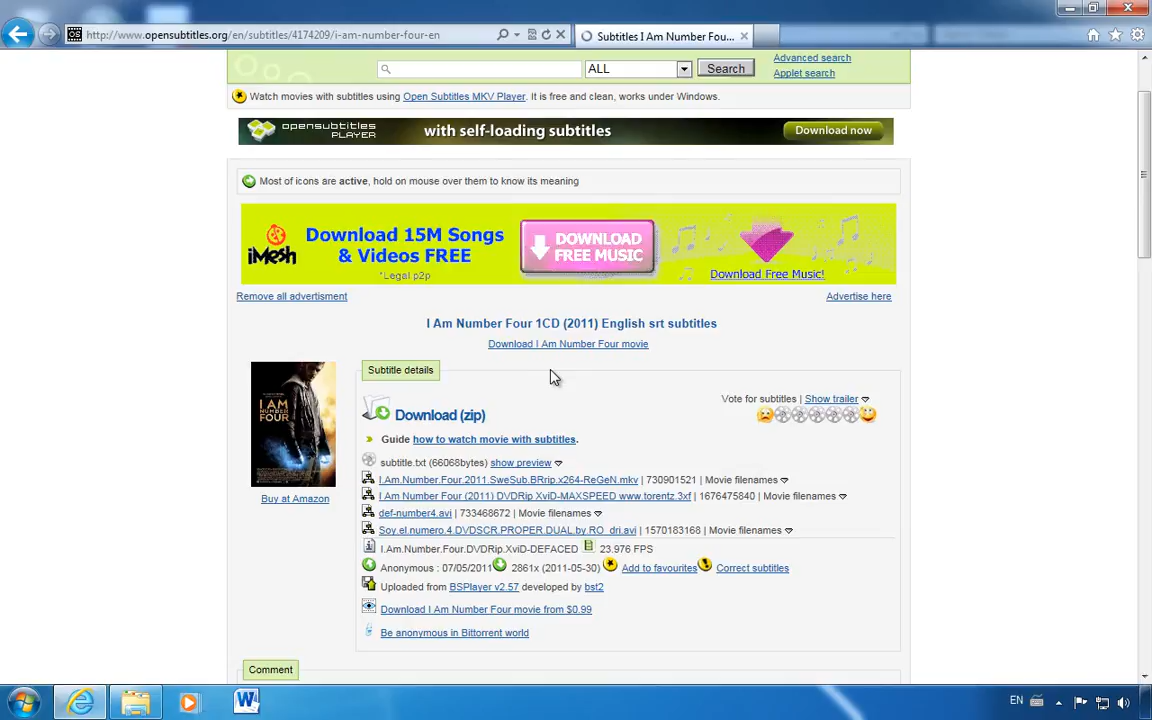 http://www.opensubtitles.org/en/subtitles/4174209/i-am-number-four-en
Subtitles I Am Number Fou...
ALL
Search
Advanced search
Applet search
Watch movies with subtitles using Open Subtitles MKV Player. It is free and clean, works under Windows.
opensubtitles PLAYER with self-loading subtitles Download now
Most of icons are active, hold on mouse over them to know its meaning
iMesh
Download 15M Songs
& Videos FREE
*Legal p2p
DOWNLOAD
FREE MUSIC
Download Free Music!
Remove all advertisment Advertise here
I Am Number Four 1CD (2011) English srt subtitles
Download I Am Number Four movie
Subtitle details
I AM
NUMBER
FOUR
Buy at Amazon
Download (zip)
Vote for subtitles | Show trailer
Guide how to watch movie with subtitles.
subtitle.txt (66068bytes) show preview
I.Am.Number.Four.2011.SweSub.BRrip.x264-ReGeN.mkv | 730901521 | Movie filenames
I Am Number Four (2011) DVDRip XviD-MAXSPEED www.torentz.3xf | 1676475840 | Movie filenames
def-number4.avi | 733468672 | Movie filenames
Soy.el.numero.4.DVDSCR.PROPER.DUAL.by.RO_dri.avi | 1570183168 | Movie filenames
I.Am.Number.Four.DVDRip.XviD-DEFACED 23.976 FPS
Anonymous : 07/05/2011 2861x (2011-05-30) Add to favourites Correct subtitles
Uploaded from BSPlayer v2.57 developed by bst2
Download I Am Number Four movie from $0.99
Be anonymous in Bittorrent world
Comment
EN